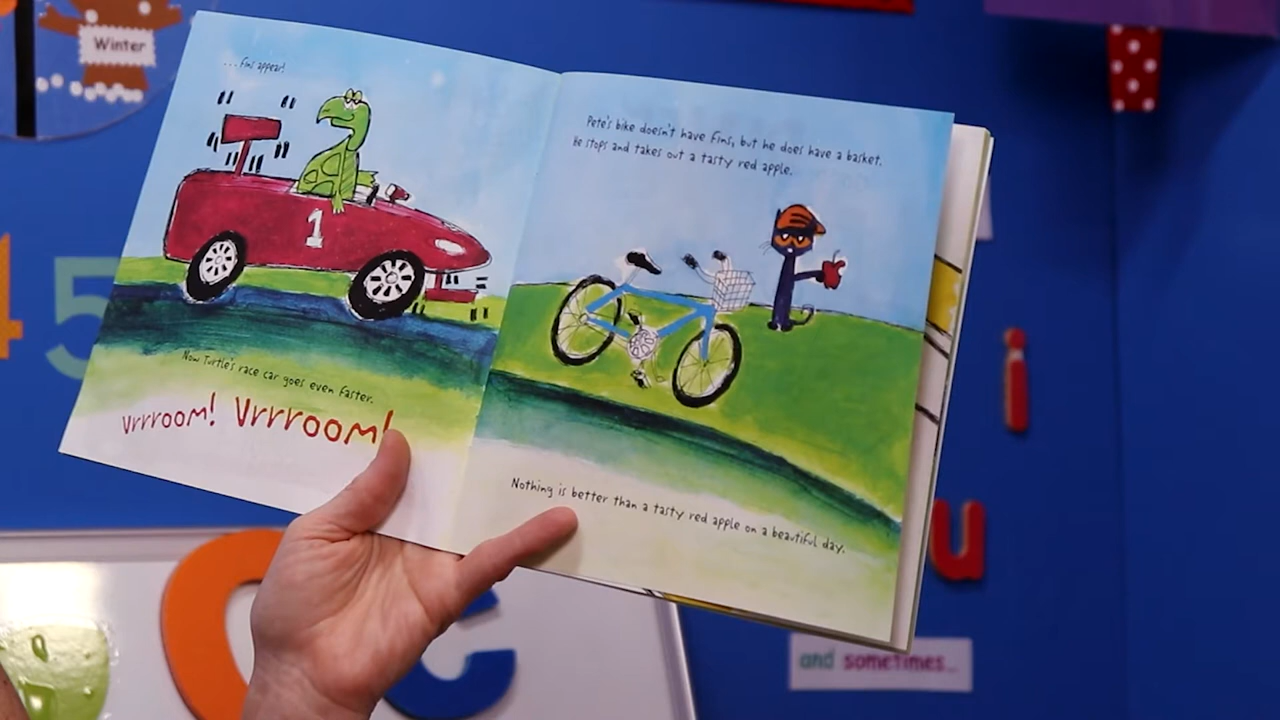 Winter
...fins appear!
1
Now Turtle's race car goes even faster.
Vrrroom! Vrrroom!
Pete's bike doesn't have fins, but he does have a basket.
He stops and takes out a tasty red apple.
Nothing is better than a tasty red apple on a beautiful day.
4 5
i
u
c
and sometimes...